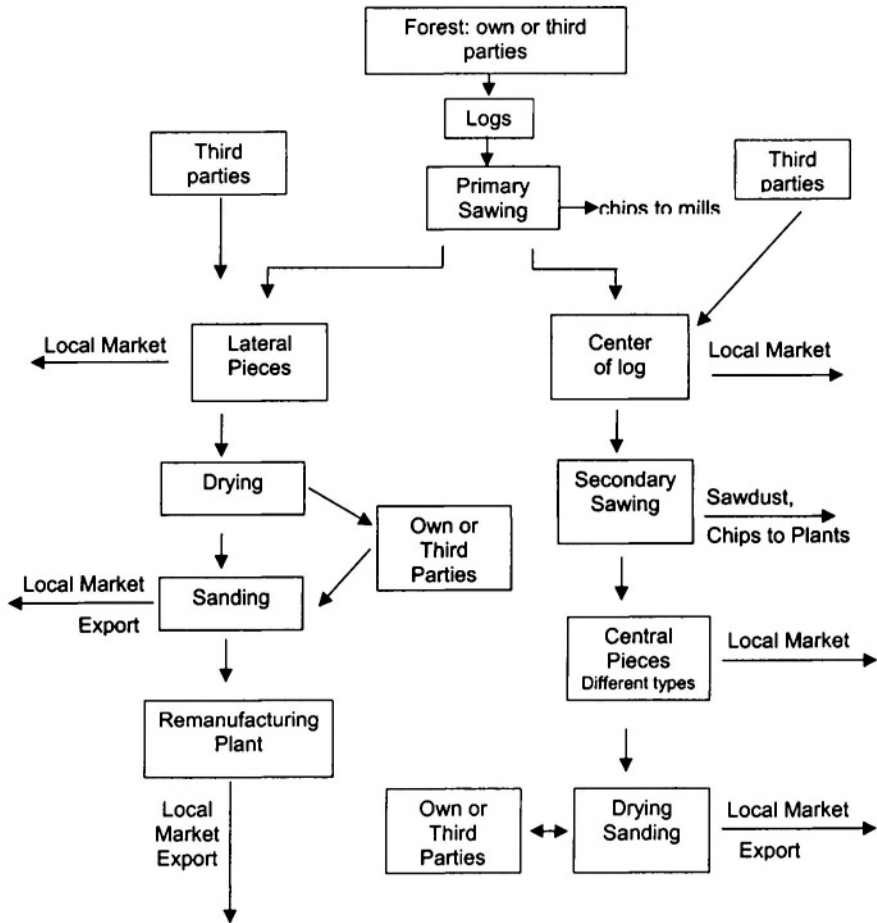 Forest: own or third
parties
Logs
Third
parties
Primary
Sawing
chips to mills
Third
parties
Local Market
Lateral
Pieces
Center
of log
Local Market
Drying
Secondary
Sawing
Sawdust,
Chips to Plants
Own or
Third
Parties
Local Market
Export
Sanding
Central
Pieces
Different types
Local Market
Remanufacturing
Plant
Local
Market
Export
Own or
Third
Parties
Drying
Sanding
Local Market
Export